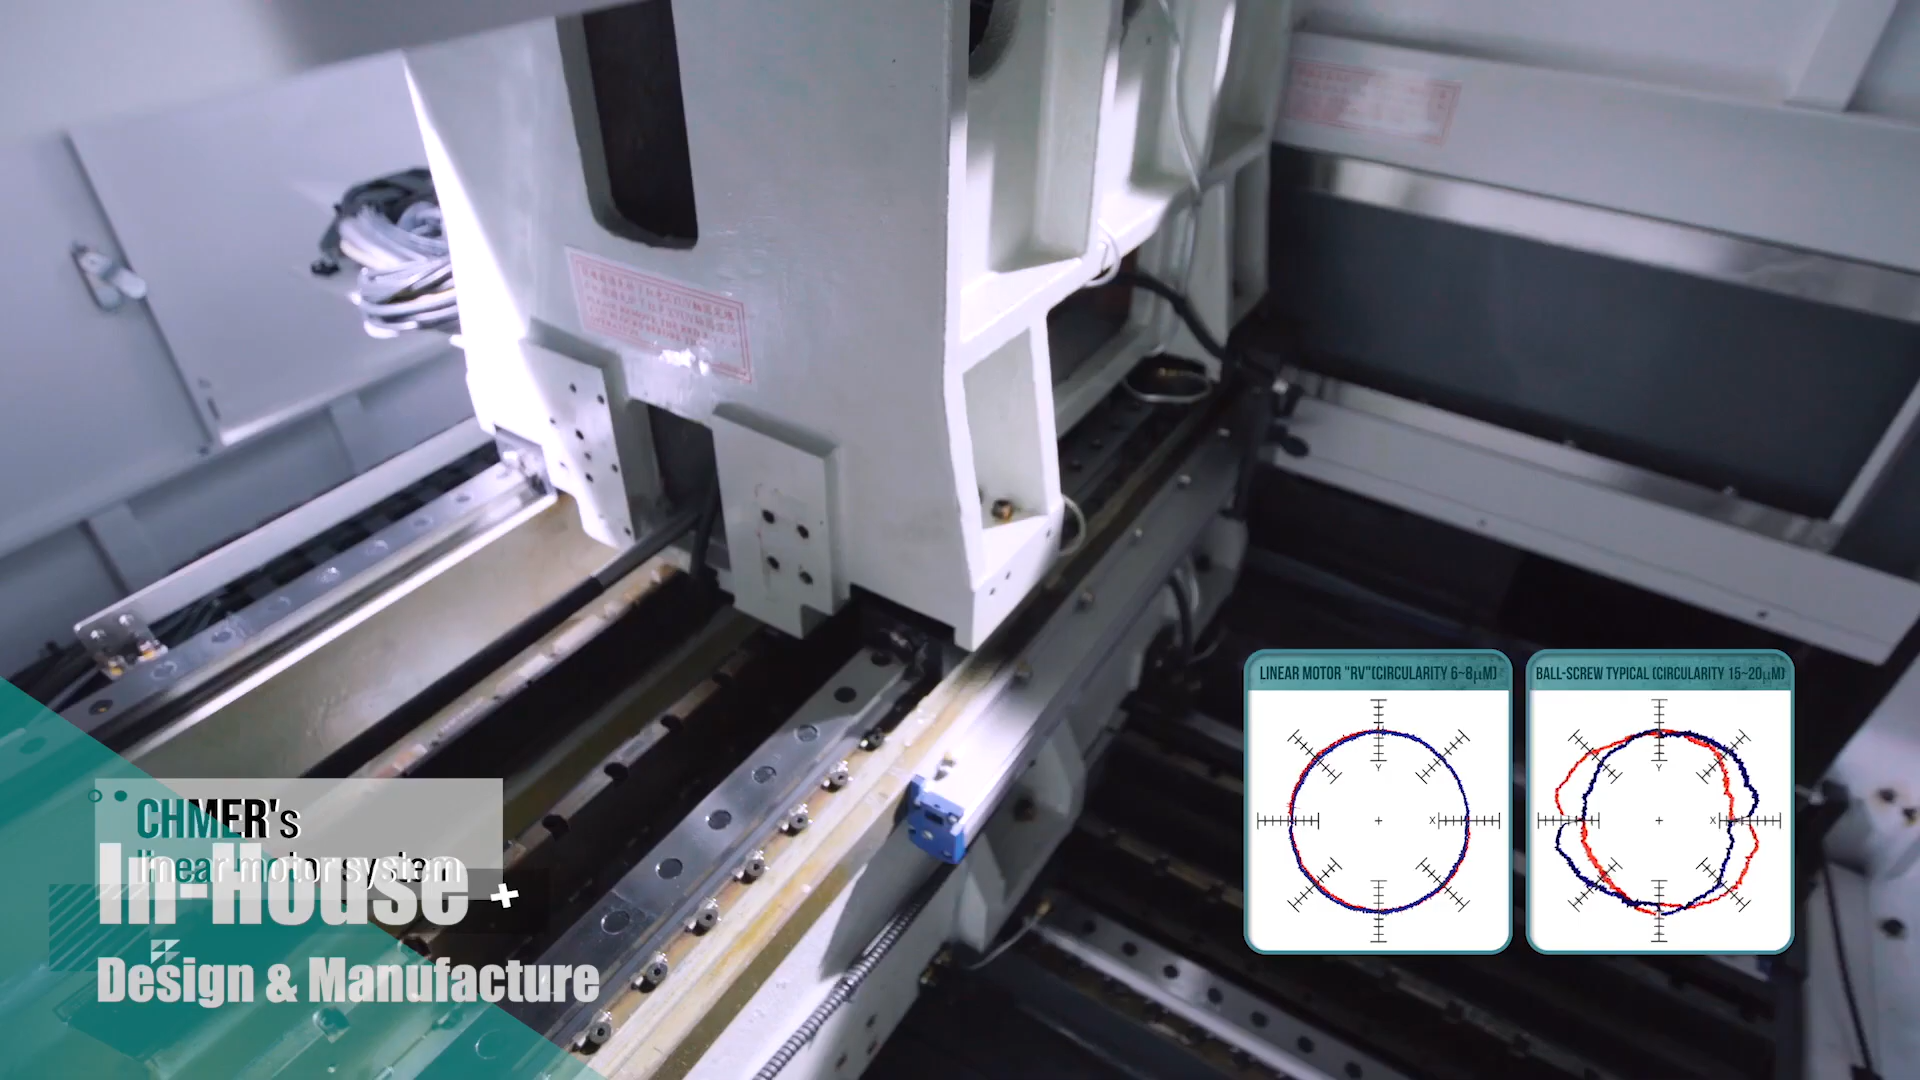 LINEAR MOTOR "RV"(CIRCULARITY 6~8μM)
BALL-SCREW TYPICAL (CIRCULARITY 15~20μM)
Y
X
Y
X
CHMER's
linear motor system
In-House
Design & Manufacture